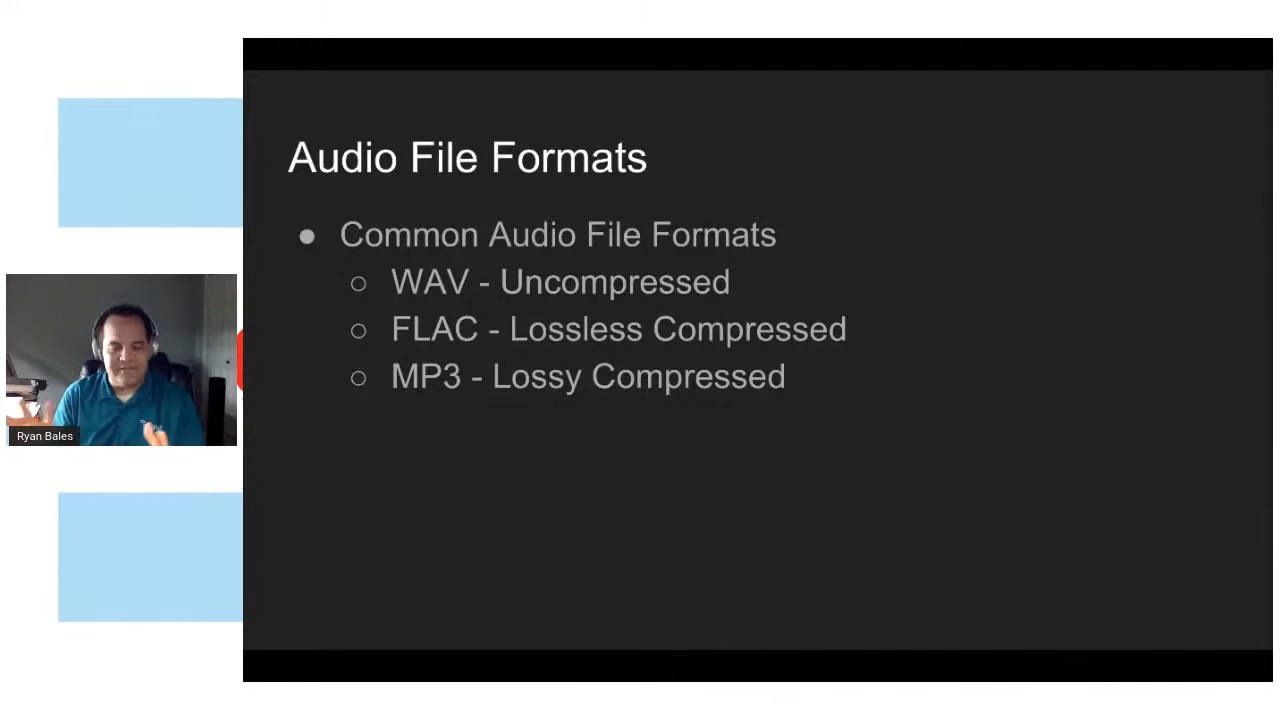 Audio File Formats
● Common Audio File Formats
○ WAV - Uncompressed
○ FLAC - Lossless Compressed
○ MP3 - Lossy Compressed
Ryan Bales